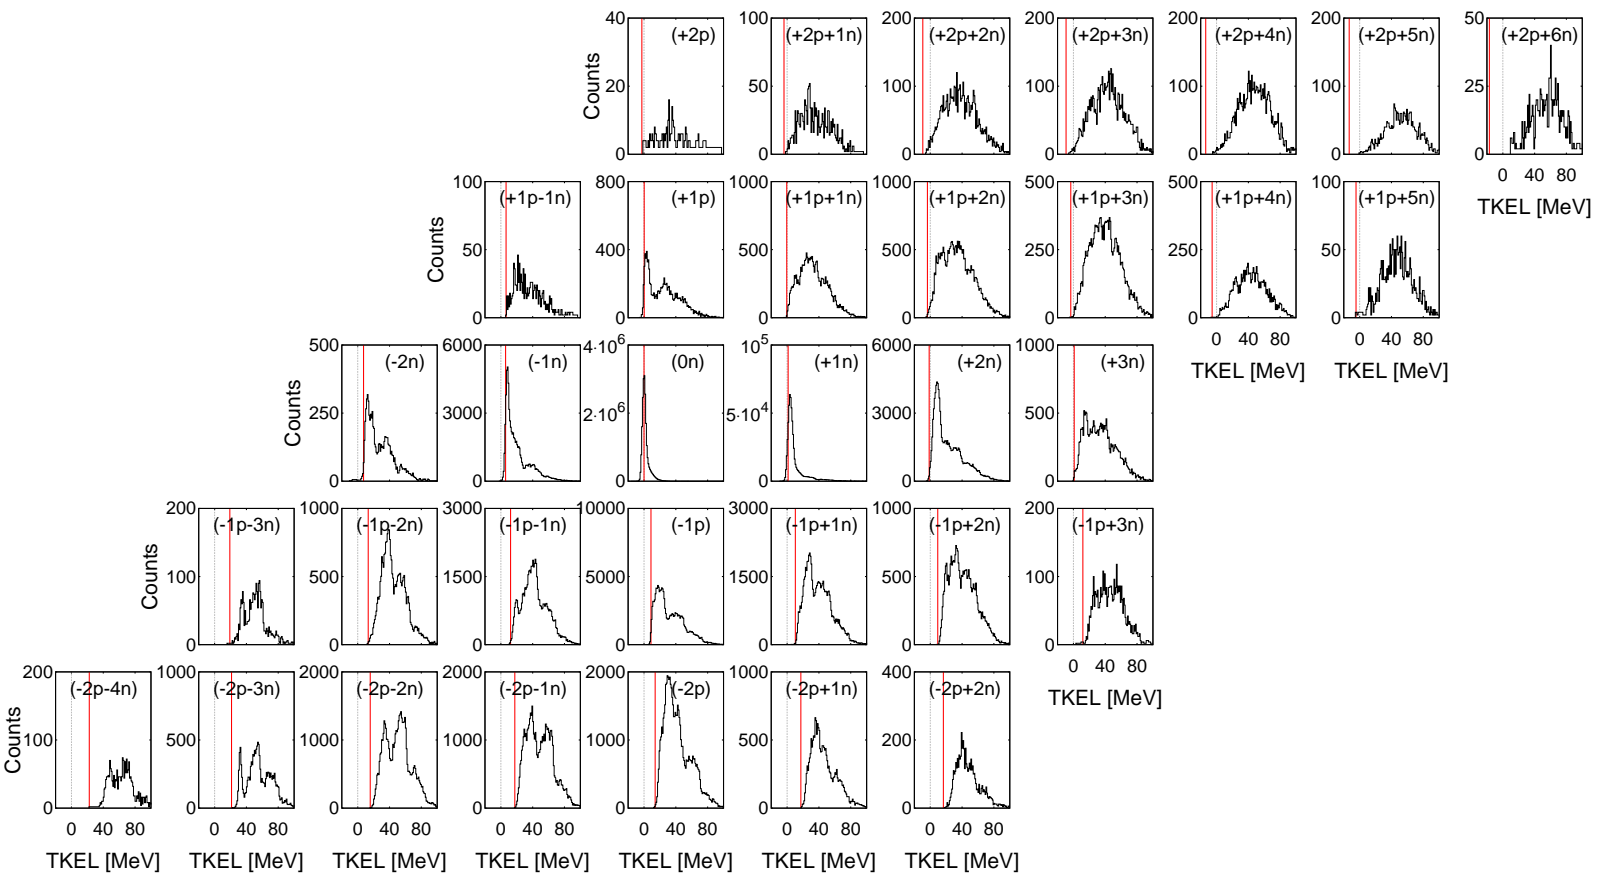 40 (+2p) 100 (+2p+1n) 200 (+2p+2n) 200 (+2p+3n) 200 (+2p+4n) 200 (+2p+5n) 50 (+2p+6n)
Counts 20 50 100 100 100 100 25
0 0 0 0 0 0 0
0 40 80
TKEL [MeV]
100 (+1p-1n) 800 (+1p) 1000 (+1p+1n) 1000 (+1p+2n) 500 (+1p+3n) 500 (+1p+4n) 100 (+1p+5n)
Counts 50 400 500 500 250 250 50
0 0 0 0 0 0 0
0 40 80 0 40 80
TKEL [MeV] TKEL [MeV]
500 (-2n) 6000 (-1n) 4·10⁶ (0n) 10⁵ (+1n) 6000 (+2n) 1000 (+3n)
Counts 250 3000 2·10⁶ 5·10⁴ 3000 500
0 0 0 0 0 0
200 (-1p-3n) 1000 (-1p-2n) 3000 (-1p-1n) 10000 (-1p) 3000 (-1p+1n) 1000 (-1p+2n) 200 (-1p+3n)
Counts 100 500 1500 5000 1500 500 100
0 0 0 0 0 0 0
0 40 80
TKEL [MeV]
200 (-2p-4n) 1000 (-2p-3n) 2000 (-2p-2n) 2000 (-2p-1n) 2000 (-2p) 1000 (-2p+1n) 400 (-2p+2n)
Counts 100 500 1000 1000 1000 500 200
0 0 0 0 0 0 0
0 40 80 0 40 80 0 40 80 0 40 80 0 40 80 0 40 80 0 40 80
TKEL [MeV] TKEL [MeV] TKEL [MeV] TKEL [MeV] TKEL [MeV] TKEL [MeV] TKEL [MeV]